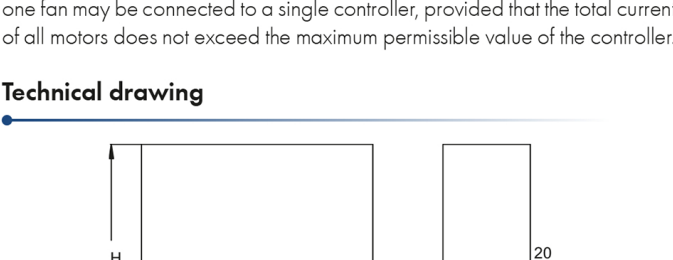 one fan may be connected to a single controller, provided that the total current
of all motors does not exceed the maximum permissible value of the controller.
Technical drawing
H
20